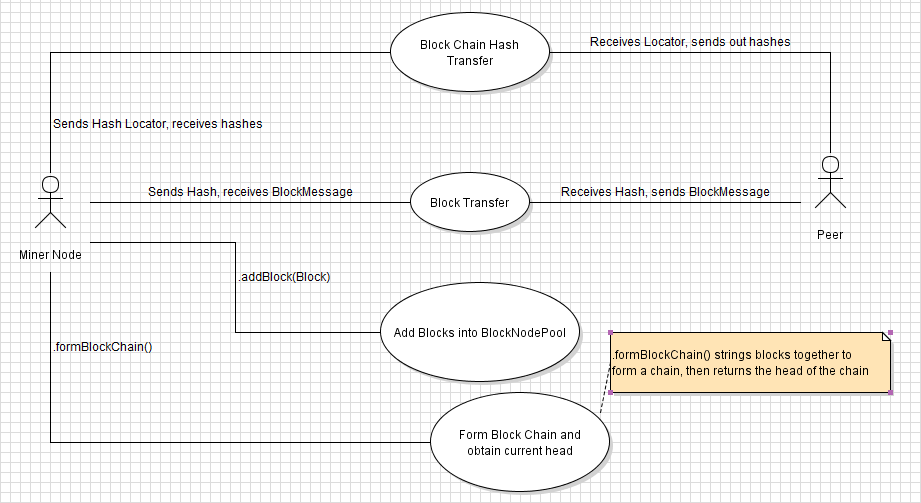 Block Chain Hash
Transfer
Receives Locator, sends out hashes
Sends Hash Locator, receives hashes
Sends Hash, receives BlockMessage
Block Transfer
Receives Hash, sends BlockMessage
Peer
Miner Node
.addBlock(Block)
Add Blocks into BlockNodePool
.formBlockChain()
.formBlockChain() strings blocks together to
form a chain, then returns the head of the chain
Form Block Chain and
obtain current head